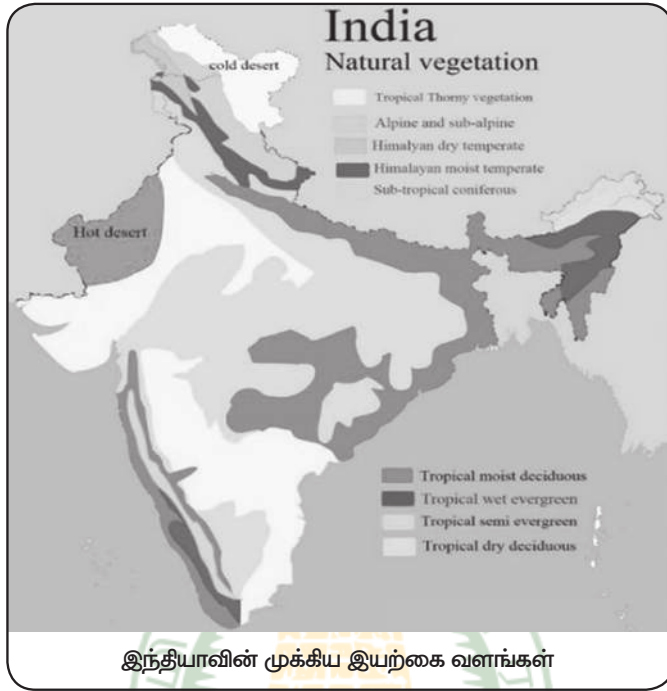 India
Natural vegetation
cold desert
Tropical Thorny vegetation
Alpine and sub-alpine
Himalyan dry temperate
Himalayan moist temperate
Sub-tropical coniferous
Hot desert
Tropical moist deciduous
Tropical wet evergreen
Tropical semi evergreen
Tropical dry deciduous
இந்தியாவின் முக்கிய இயற்கை வளங்கள்